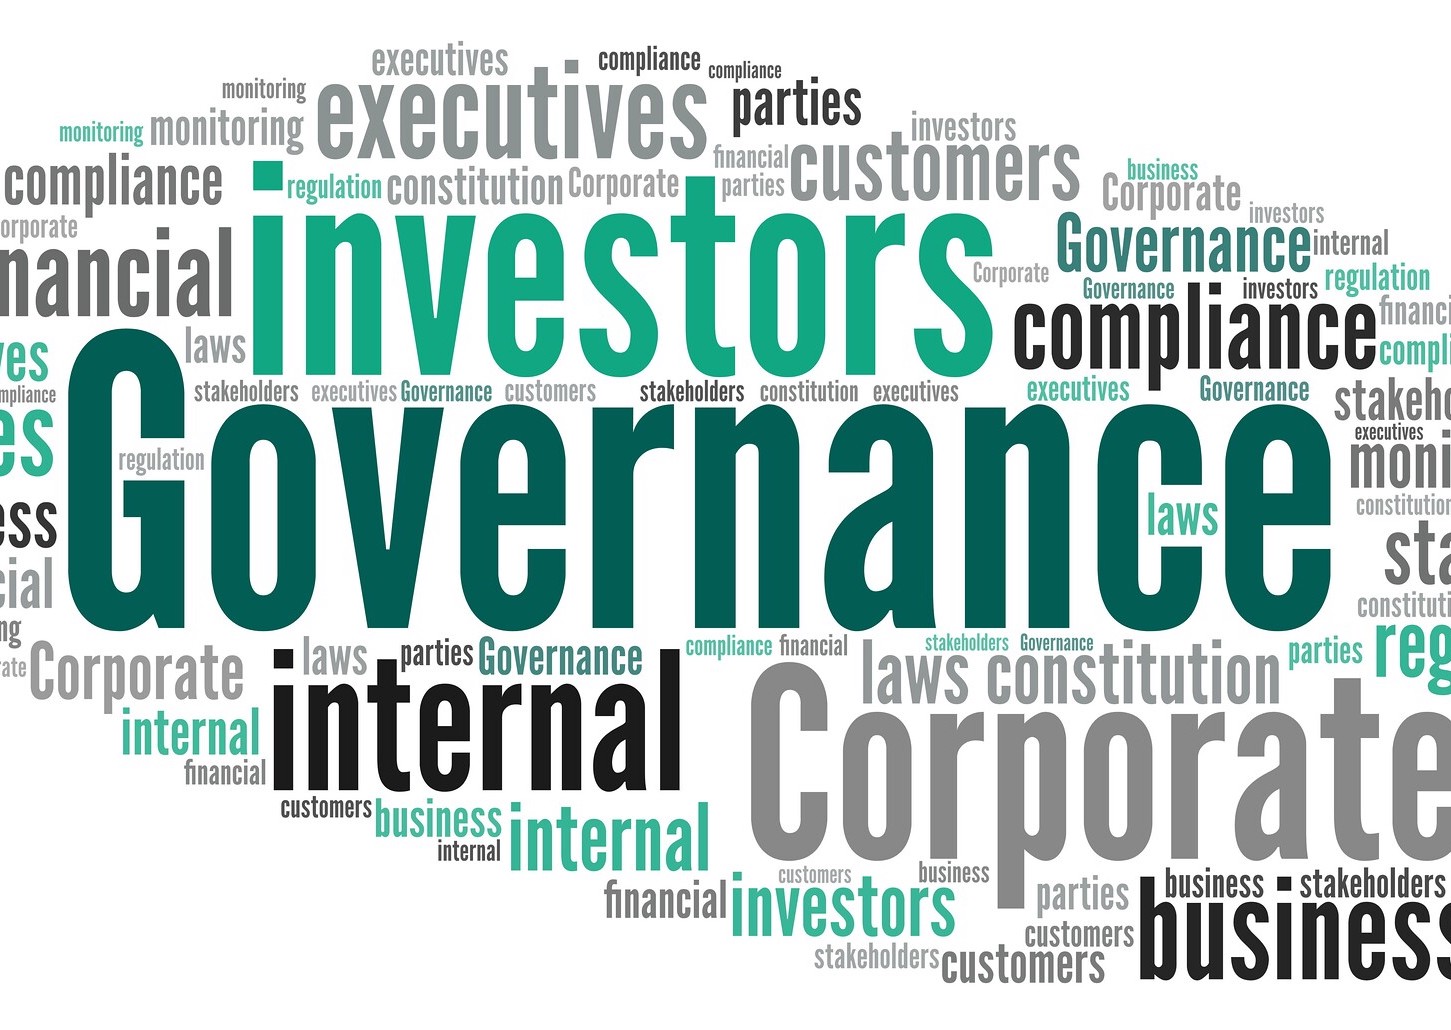 executives compliance compliance
monitoring executives parties
monitoring monitoring investors
financial customers business
compliance regulation constitution Corporate parties Corporate
orporate investors investors
nancial Governance internal
Corporate regulation
Governance investors
compliance financi
laws compli
ves
stakeholders executives Governance customers stakeholders constitution executives executives Governance
mpliance stakeho
es Governance executives
regulation moni
constitution
ess laws
sta
cial
constituti
ng
laws parties Governance compliance financial stakeholders Governance parties reg
rate Corporate internal laws constitution
internal Corporate
financial
customers business
internal internal
customers business
financial investors parties business stakeholders
business
customers
stakeholders customers